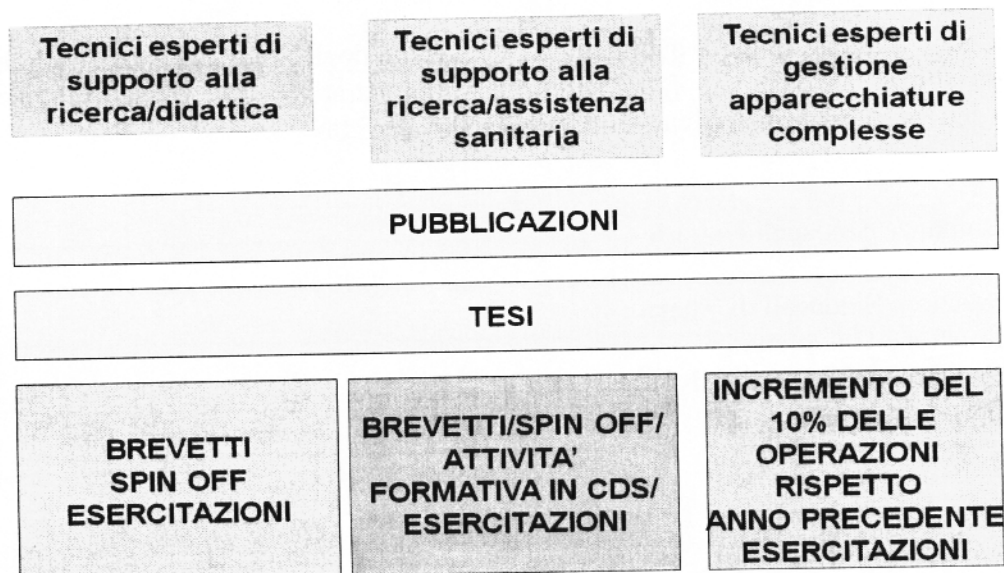 Tecnici esperti di
supporto alla
ricerca/didattica
Tecnici esperti di
supporto alla
ricerca/assistenza
sanitaria
Tecnici esperti di
gestione
apparecchiature
complesse
PUBBLICAZIONI
TESI
BREVETTI
SPIN OFF
ESERCITAZIONI
BREVETTI/SPIN OFF/
ATTIVITA'
FORMATIVA IN CDS/
ESERCITAZIONI
INCREMENTO DEL
10% DELLE
OPERAZIONI
RISPETTO
ANNO PRECEDENTE
ESERCITAZIONI